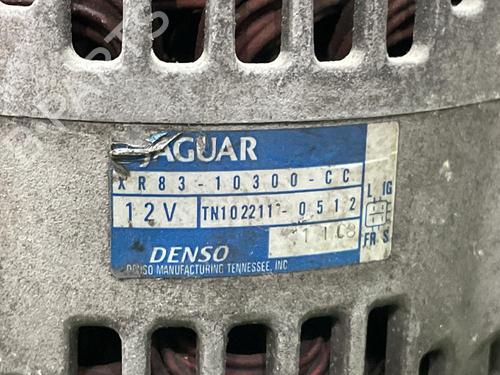 JAGUAR
XR83-10300-CC
L IG
12V TN102211-0512
E
FR S
DENSO
DENSO MANUFACTURING TENNESSEE, INC